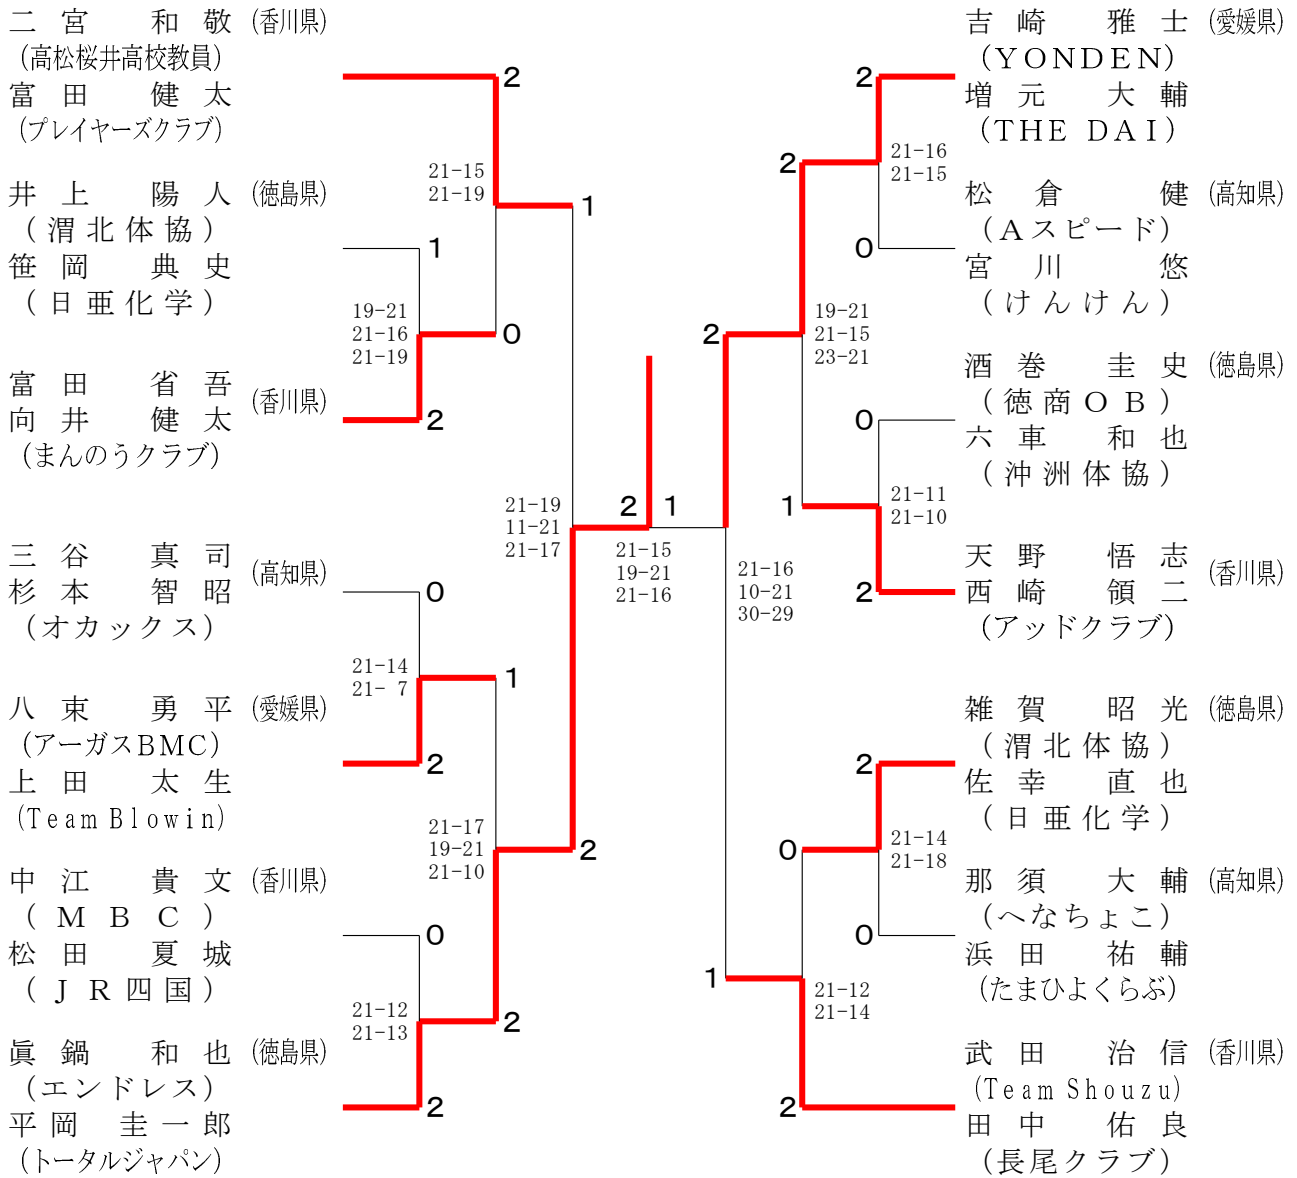 二宮 和敬 (香川県)
(高松桜井高校教員)
富田 健太
(プレイヤーズクラブ)
井上 陽人 (徳島県)
(渭北体協)
笹岡 典史
(日亜化学)
富田 省吾
向井 健太 (香川県)
(まんのうクラブ)
三谷 真司
杉本 智昭 (高知県)
(オカックス)
八束 勇平 (愛媛県)
(アーガスBMC)
上田 太生
(Team Blowin)
中江 貴文 (香川県)
(MBC)
松田 夏城
(JR四国)
眞鍋 和也 (徳島県)
(エンドレス)
平岡 圭一郎
(トータルジャパン)
2
21-15
21-19
1
1
19-21
21-16
21-19
0
2
21-19
11-21
21-17
0
21-14
21- 7
1
2
21-17
19-21
21-10
2
0
21-12
21-13
2
2
2 1
21-15
19-21
21-16
2
21-16
21-15
2
0
19-21
21-15
23-21
2
0
21-11
21-10
1
2
21-16
10-21
30-29
2
21-14
21-18
0
0
1
21-12
21-14
2
吉崎 雅士 (愛媛県)
(YONDEN)
増元 大輔
(THE DAI)
松倉 健 (高知県)
(Aスピード)
宮川 悠
(けんけん)
酒巻 圭史 (徳島県)
(徳商OB)
六車 和也
(沖洲体協)
天野 悟志
西崎 領二 (香川県)
(アッドクラブ)
雑賀 昭光 (徳島県)
(渭北体協)
佐幸 直也
(日亜化学)
那須 大輔 (高知県)
(へなちょこ)
浜田 祐輔
(たまひよくらぶ)
武田 治信 (香川県)
(Team Shouzu)
田中 佑良
(長尾クラブ)